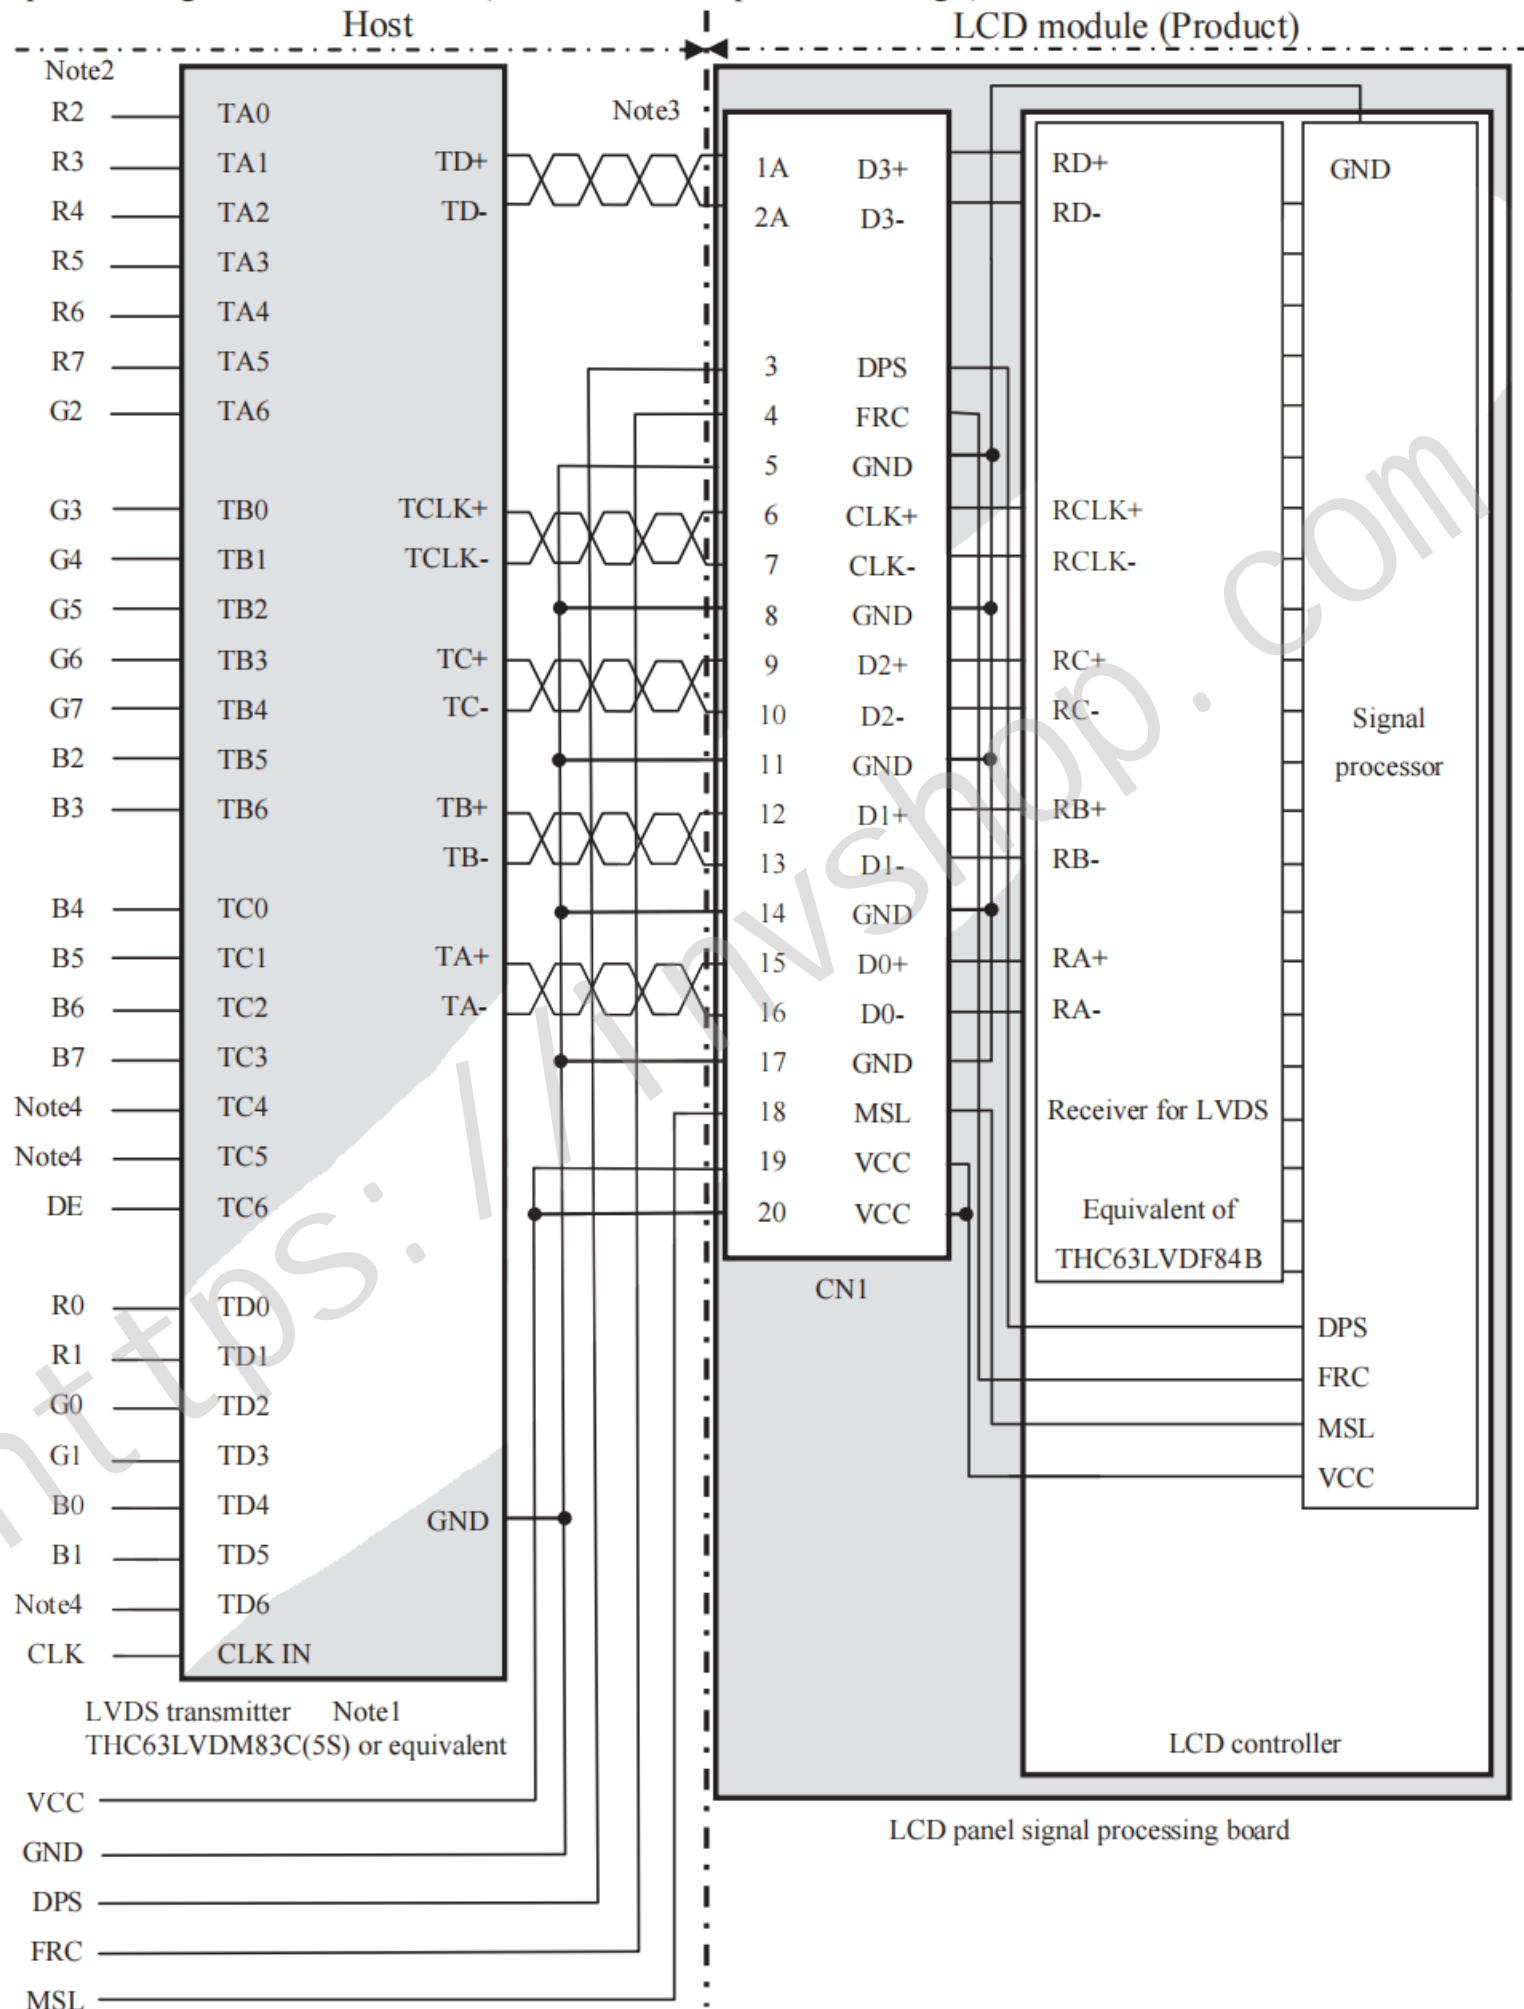 Host
LCD module (Product)
Note2
Note3
R2 TA0
R3 TA1 TD+
R4 TA2 TD-
R5 TA3
R6 TA4
R7 TA5
G2 TA6
G3 TB0 TCLK+
G4 TB1 TCLK-
G5 TB2
G6 TB3 TC+
G7 TB4 TC-
B2 TB5
B3 TB6 TB+
TB-
B4 TC0
B5 TC1 TA+
B6 TC2 TA-
B7 TC3
Note4 TC4
Note4 TC5
DE TC6
R0 TD0
R1 TD1
G0 TD2
G1 TD3
B0 TD4
GND
B1 TD5
Note4 TD6
CLK CLK IN
LVDS transmitter Note1
THC63LVDM83C(5S) or equivalent
VCC
GND
DPS
FRC
MSL
1A D3+
2A D3-
3 DPS
4 FRC
5 GND
6 CLK+
7 CLK-
8 GND
9 D2+
10 D2-
11 GND
12 D1+
13 D1-
14 GND
15 D0+
16 D0-
17 GND
18 MSL
19 VCC
20 VCC
CN1
RD+
RD-
RCLK+
RCLK-
RC+
RC-
RB+
RB-
RA+
RA-
Receiver for LVDS
Equivalent of
THC63LVDF84B
GND
Signal
processor
DPS
FRC
MSL
VCC
LCD controller
LCD panel signal processing board
https://invshop.com